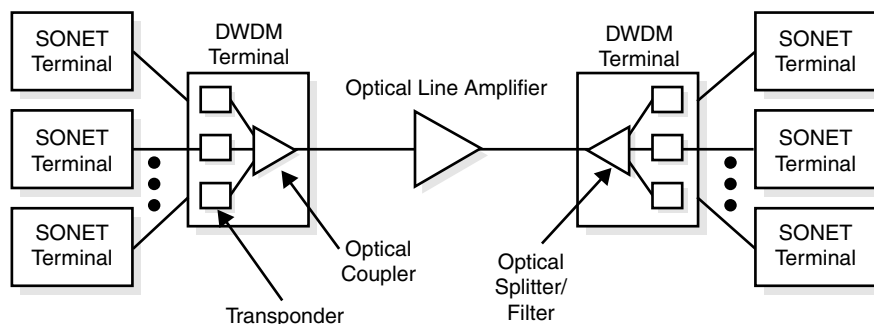 SONET
Terminal
DWDM
Terminal
Optical Line Amplifier
DWDM
Terminal
SONET
Terminal
SONET
Terminal
SONET
Terminal
SONET
Terminal
SONET
Terminal
Optical
Coupler
Transponder
Optical
Splitter/
Filter